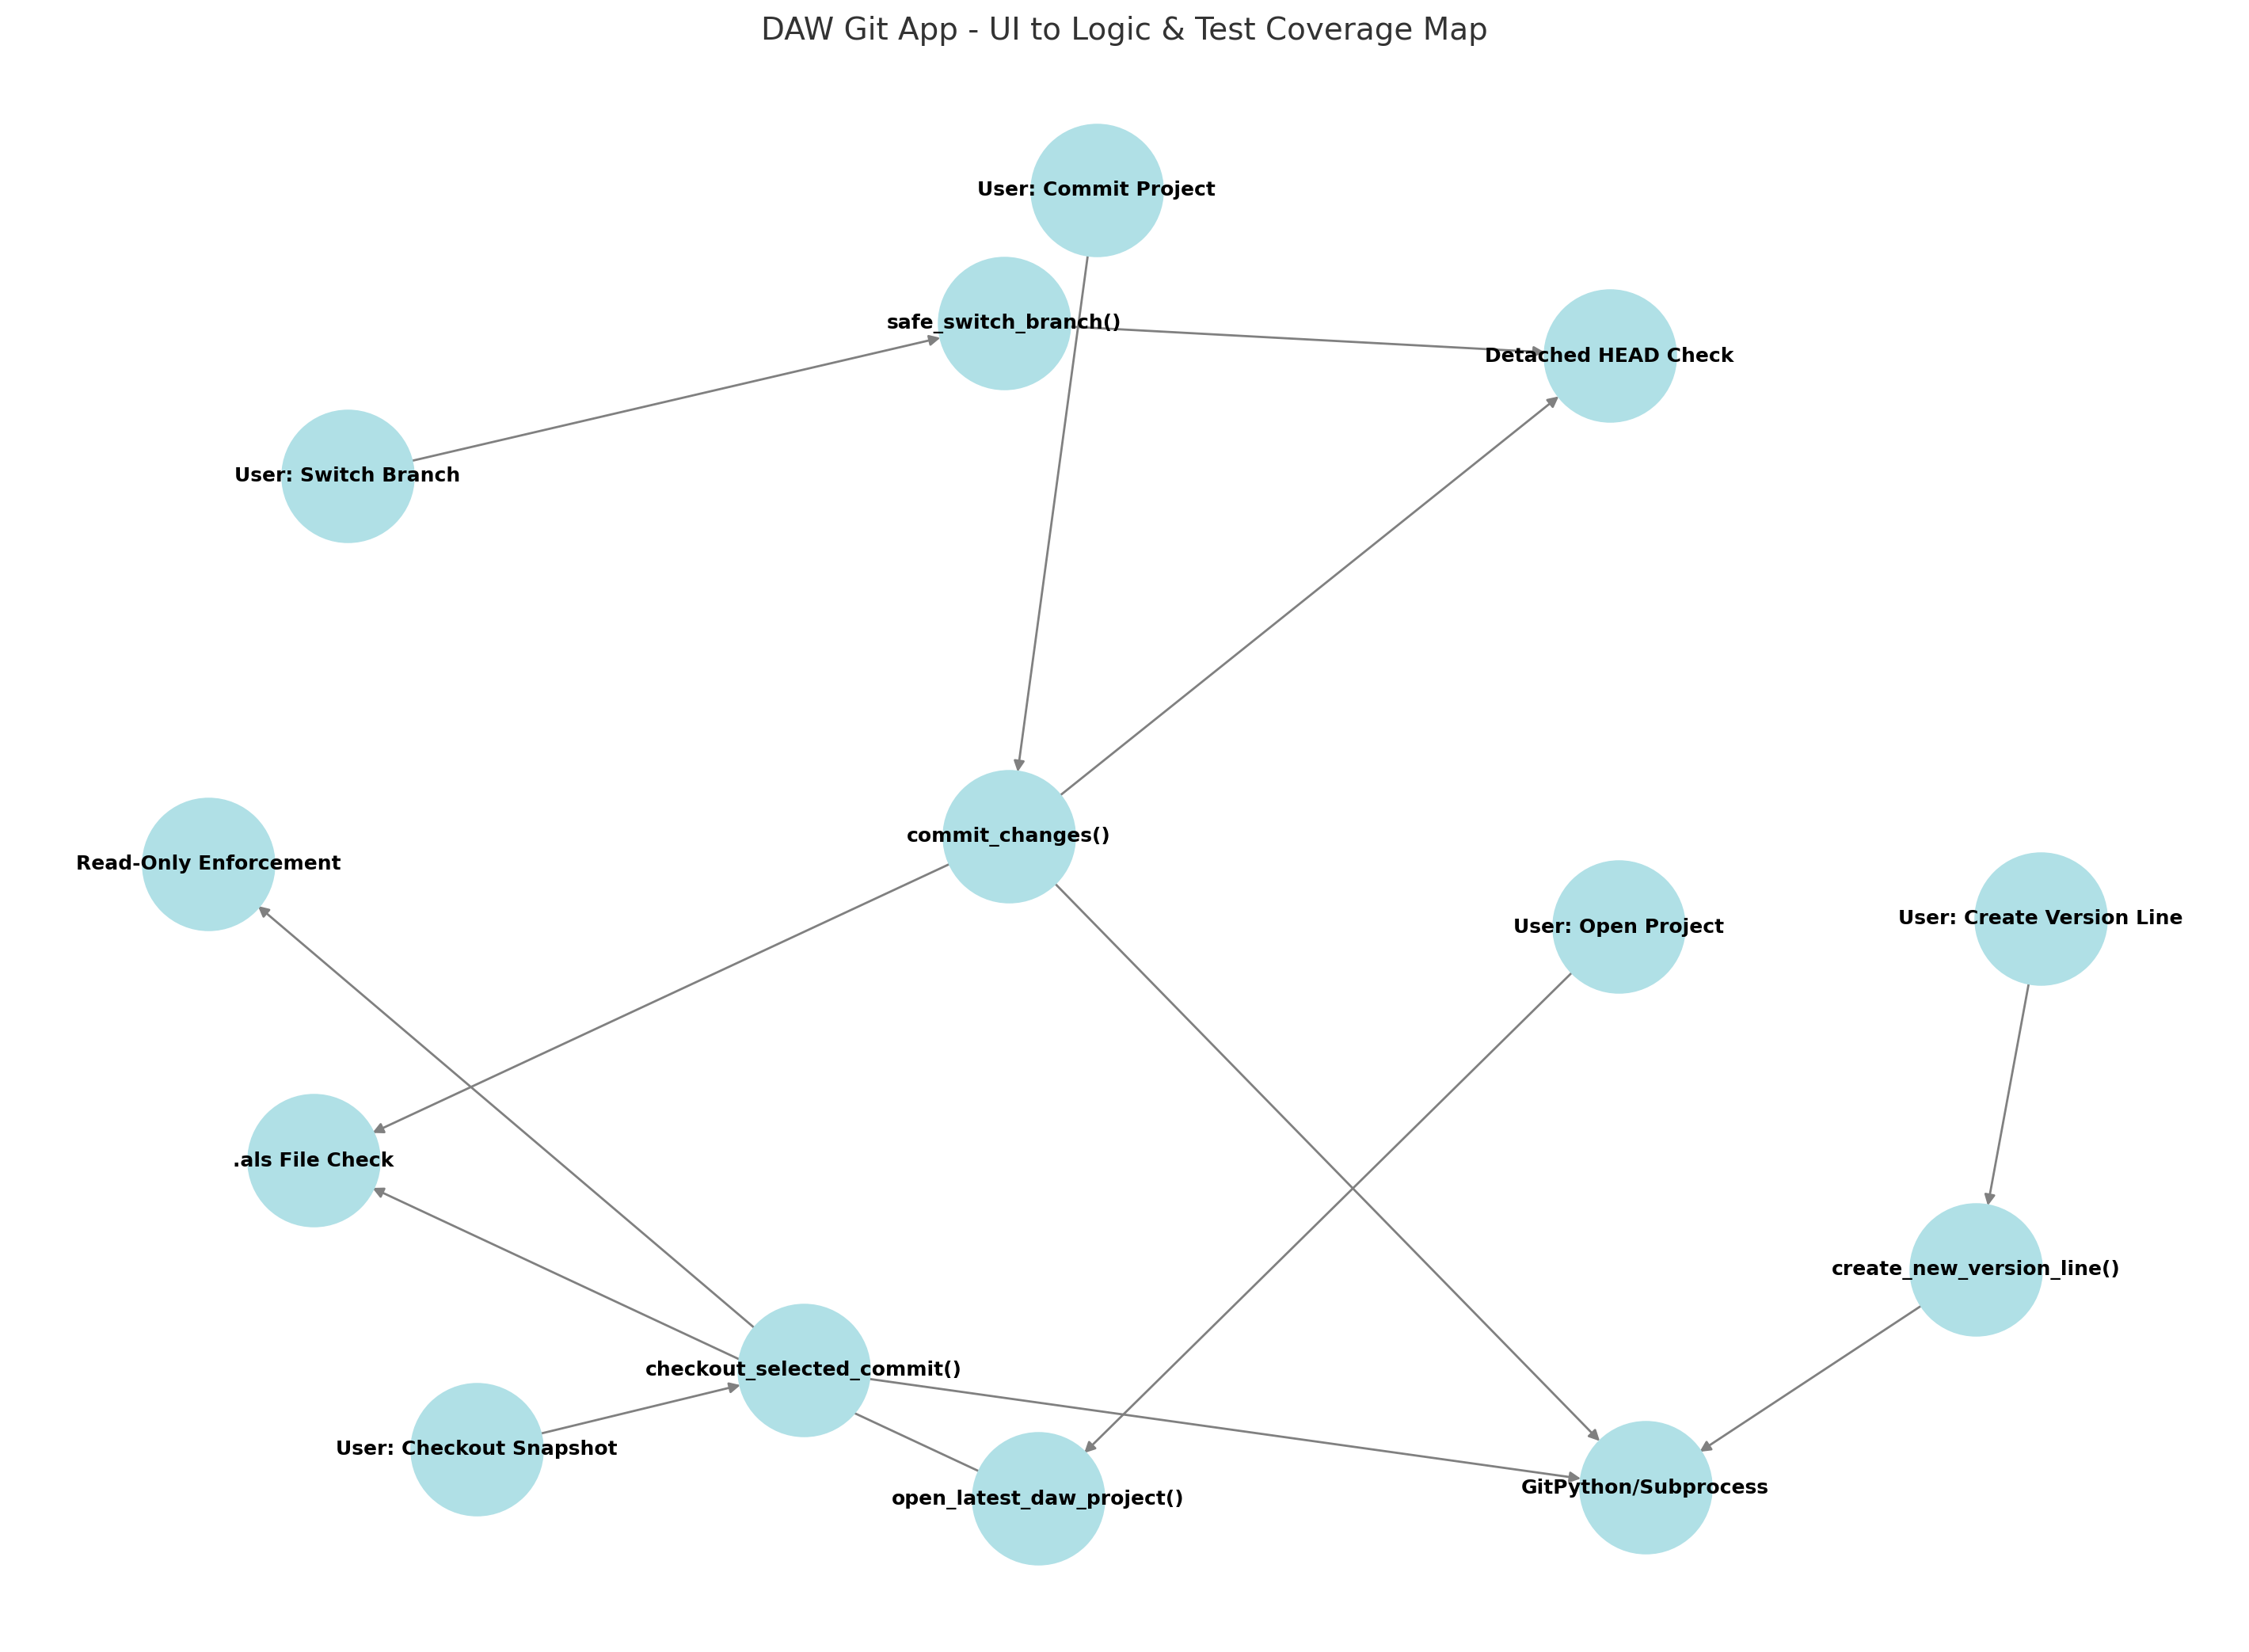 DAW Git App - UI to Logic & Test Coverage Map
User: Commit Project
safe_switch_branch()
Detached HEAD Check
User: Switch Branch
commit_changes()
Read-Only Enforcement
User: Open Project
User: Create Version Line
.als File Check
create_new_version_line()
checkout_selected_commit()
User: Checkout Snapshot
open_latest_daw_project()
GitPython/Subprocess